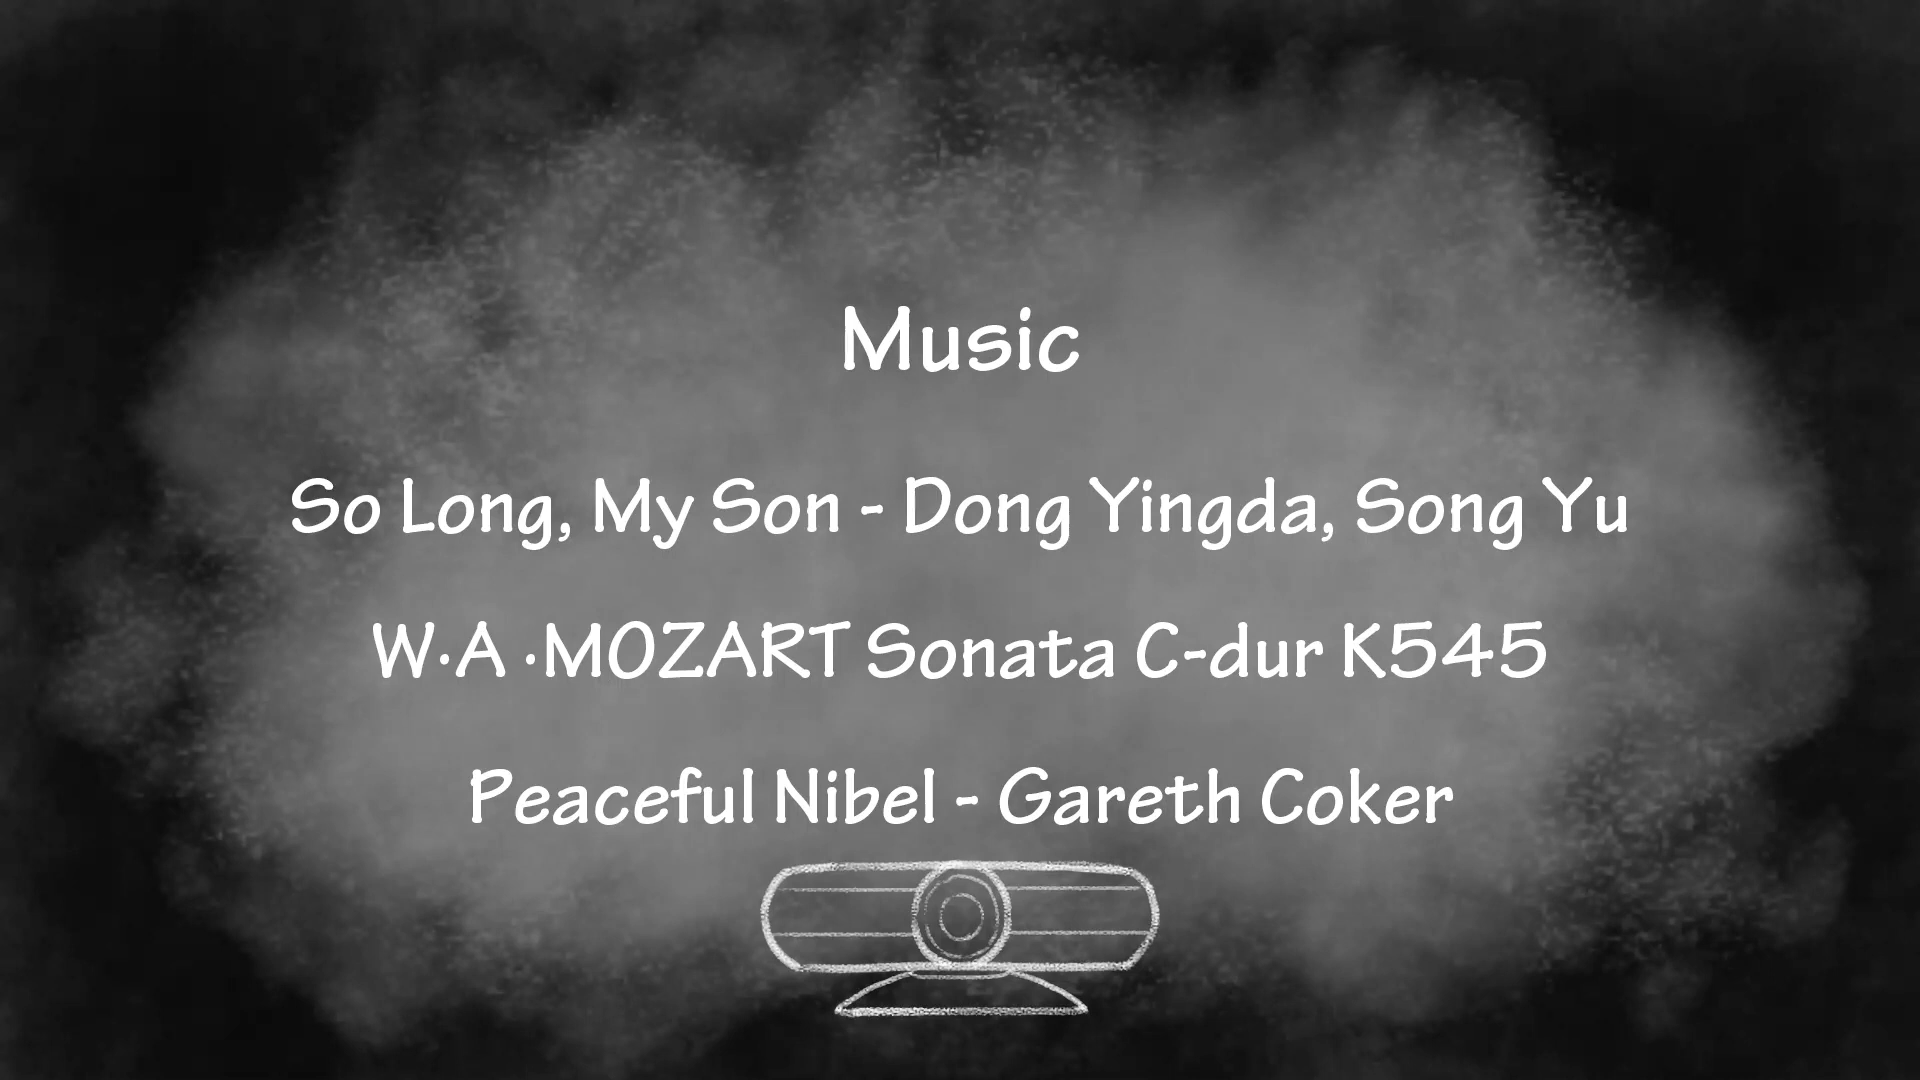 Music
So Long, My Son - Dong Yingda, Song Yu
W·A ·MOZART Sonata C-dur K545
Peaceful Nibel - Gareth Coker